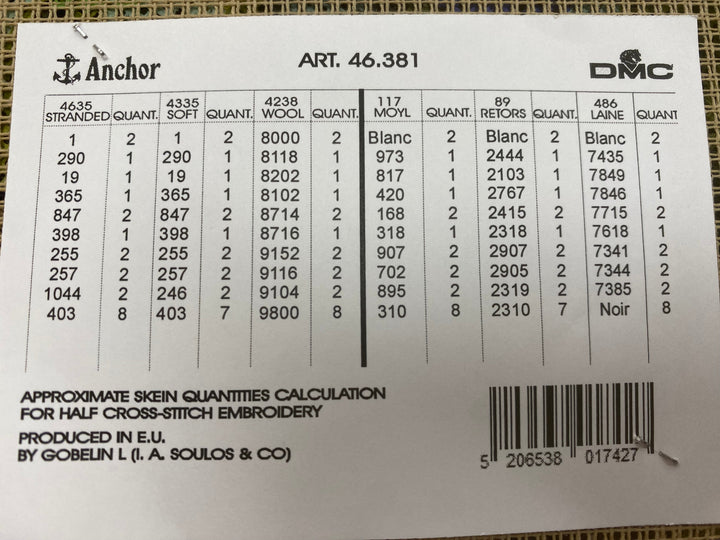 Anchor ART. 46.381 DMC
4635 STRANDED QUANT. 4335 SOFT QUANT. 4238 WOOL QUANT. 117 MOYL QUANT. 89 RETORS QUANT. 486 LAINE QUANT
1 2 1 2 8000 2 Blanc 2 Blanc 2 Blanc 2
290 1 290 1 8118 1 973 1 2444 1 7435 1
19 1 19 1 8202 1 817 1 2103 1 7849 1
365 1 365 1 8102 1 420 1 2767 1 7846 1
847 2 847 2 8714 2 168 2 2415 2 7715 2
398 1 398 1 8716 1 318 1 2318 1 7618 1
255 2 255 2 9152 2 907 2 2907 2 7341 2
257 2 257 2 9116 2 702 2 2905 2 7344 2
1044 2 246 2 9104 2 895 2 2319 2 7385 2
403 8 403 7 9800 8 310 8 2310 7 Noir 8
APPROXIMATE SKEIN QUANTITIES CALCULATION
FOR HALF CROSS-STITCH EMBROIDERY
PRODUCED IN E.U.
BY GOBELIN L (I. A. SOULOS & CO)
5 206538 017427